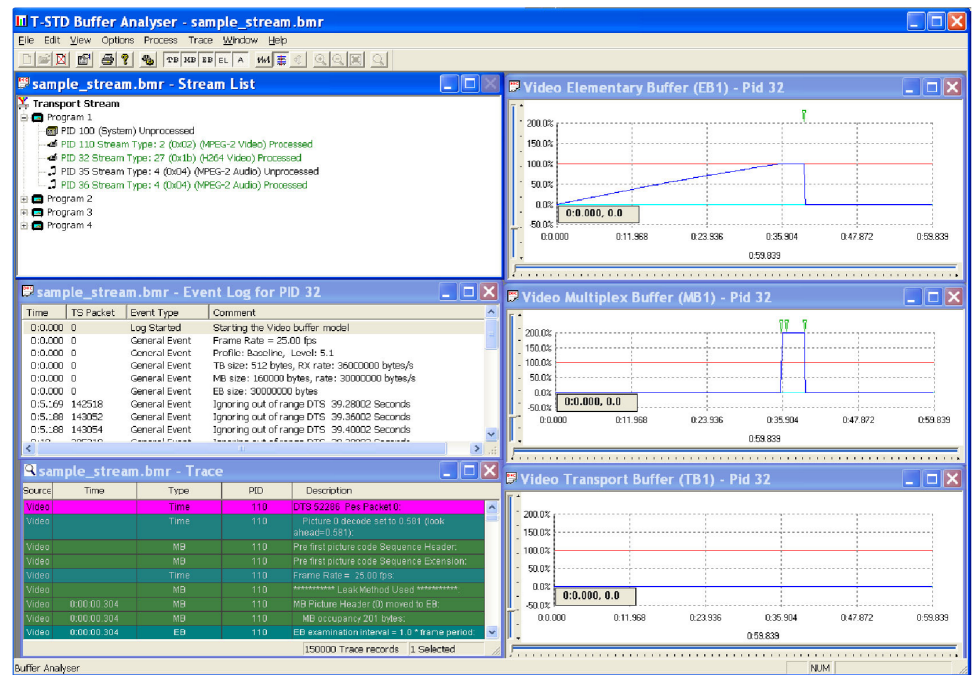 T-STD Buffer Analyser - sample_stream.bmr
File Edit View Options Process Trace Window Help
TB MB EB EL A
sample_stream.bmr - Stream List
Transport Stream
Program 1
PID 100 (System) Unprocessed
PID 110 Stream Type: 2 (0x02) (MPEG-2 Video) Processed
PID 32 Stream Type: 27 (0x1b) (H264 Video) Processed
PID 35 Stream Type: 4 (0x04) (MPEG-2 Audio) Unprocessed
PID 36 Stream Type: 4 (0x04) (MPEG-2 Audio) Processed
Program 2
Program 3
Program 4
sample_stream.bmr - Event Log for PID 32
Time TS Packet Event Type Comment
0:0.000 0 Log Started Starting the Video buffer model
0:0.000 0 General Event Frame Rate = 25.00 fps
0:0.000 0 General Event Profile: Baseline, Level: 5.1
0:0.000 0 General Event TB size: 512 bytes, RX rate: 36000000 bytes/s
0:0.000 0 General Event MB size: 160000 bytes, rate: 30000000 bytes/s
0:0.000 0 General Event EB size: 30000000 bytes
0:5.169 142518 General Event Ignoring out of range DTS 39.28002 Seconds
0:5.188 143052 General Event Ignoring out of range DTS 39.36002 Seconds
0:5.188 143054 General Event Ignoring out of range DTS 39.40002 Seconds
sample_stream.bmr - Trace
Source Time Type PID Description
Video Time 110 DTS 52286 Pes Packet 0:
Video Time 110 Picture 0 decode set to 0.581 (look
ahead=0.581):
Video MB 110 Pre first picture code Sequence Header:
Video MB 110 Pre first picture code Sequence Extension:
Video Time 110 Frame Rate = 25.00 fps:
Video MB 110 *********** Leak Method Used ***********
Video 0:00:00.304 MB 110 MB Picture Header (0) moved to EB:
Video 0:00:00.304 MB 110 MB occupancy 201 bytes:
Video 0:00:00.304 EB 110 EB examination interval = 1.0 * frame period:
150000 Trace records 1 Selected
Video Elementary Buffer (EB1) - Pid 32
200.0%
150.0%
100.0%
50.0%
0.0%
-50.0%
0:0.000, 0.0
0:0.000 0:11.968 0:23.936 0:35.904 0:47.872 0:59.839
0:59.839
Video Multiplex Buffer (MB1) - Pid 32
200.0%
150.0%
100.0%
50.0%
0.0%
-50.0%
0:0.000, 0.0
0:0.000 0:11.968 0:23.936 0:35.904 0:47.872 0:59.839
0:59.839
Video Transport Buffer (TB1) - Pid 32
200.0%
150.0%
100.0%
50.0%
0.0%
-50.0%
0:0.000, 0.0
0:0.000 0:11.968 0:23.936 0:35.904 0:47.872 0:59.839
0:59.839
Buffer Analyser
NUM